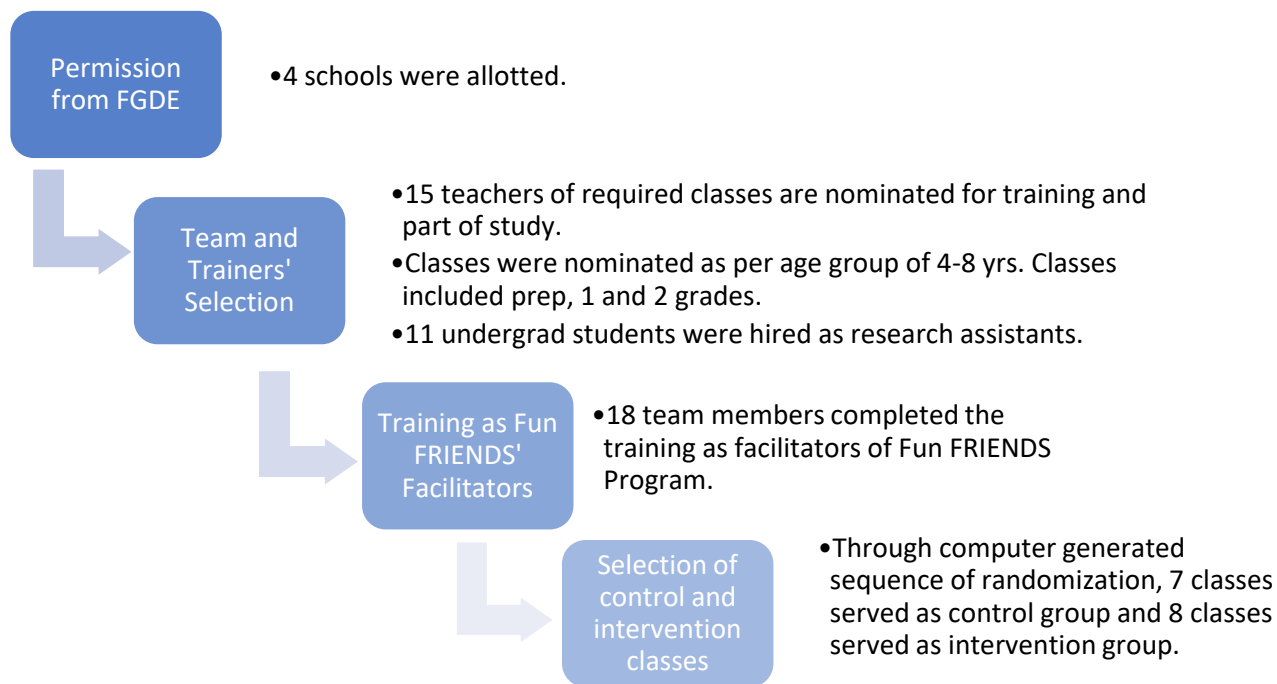 Permission
from FGDE
•4 schools were allotted.
Team and
Trainers'
Selection
•15 teachers of required classes are nominated for training and
part of study.
•Classes were nominated as per age group of 4-8 yrs. Classes
included prep, 1 and 2 grades.
•11 undergrad students were hired as research assistants.
Training as Fun
FRIENDS'
Facilitators
•18 team members completed the
training as facilitators of Fun FRIENDS
Program.
Selection of
control and
intervention
classes
•Through computer generated
sequence of randomization, 7 classes
served as control group and 8 classes
served as intervention group.